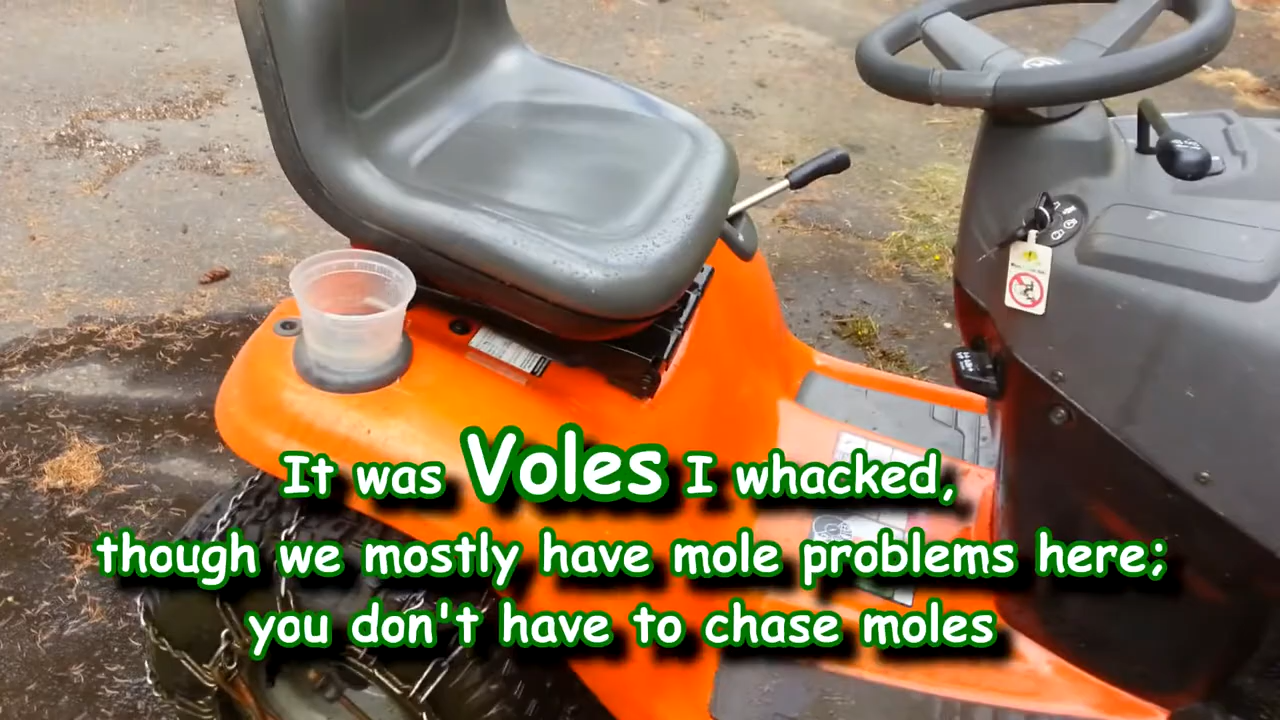 It was Voles I whacked,
though we mostly have mole problems here;
you don't have to chase moles